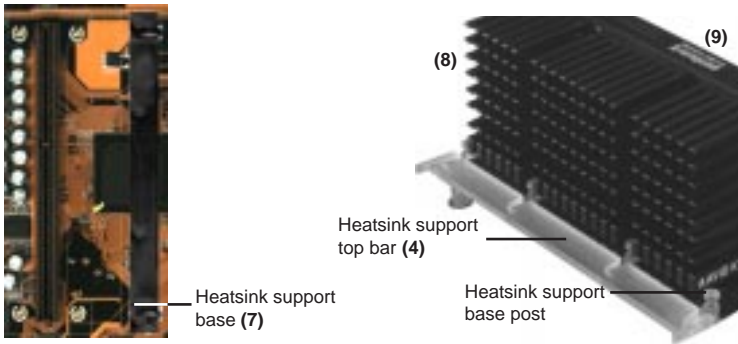 (9)
(8)
Heatsink support
top bar (4)
Heatsink support
base post
Heatsink support
base (7)